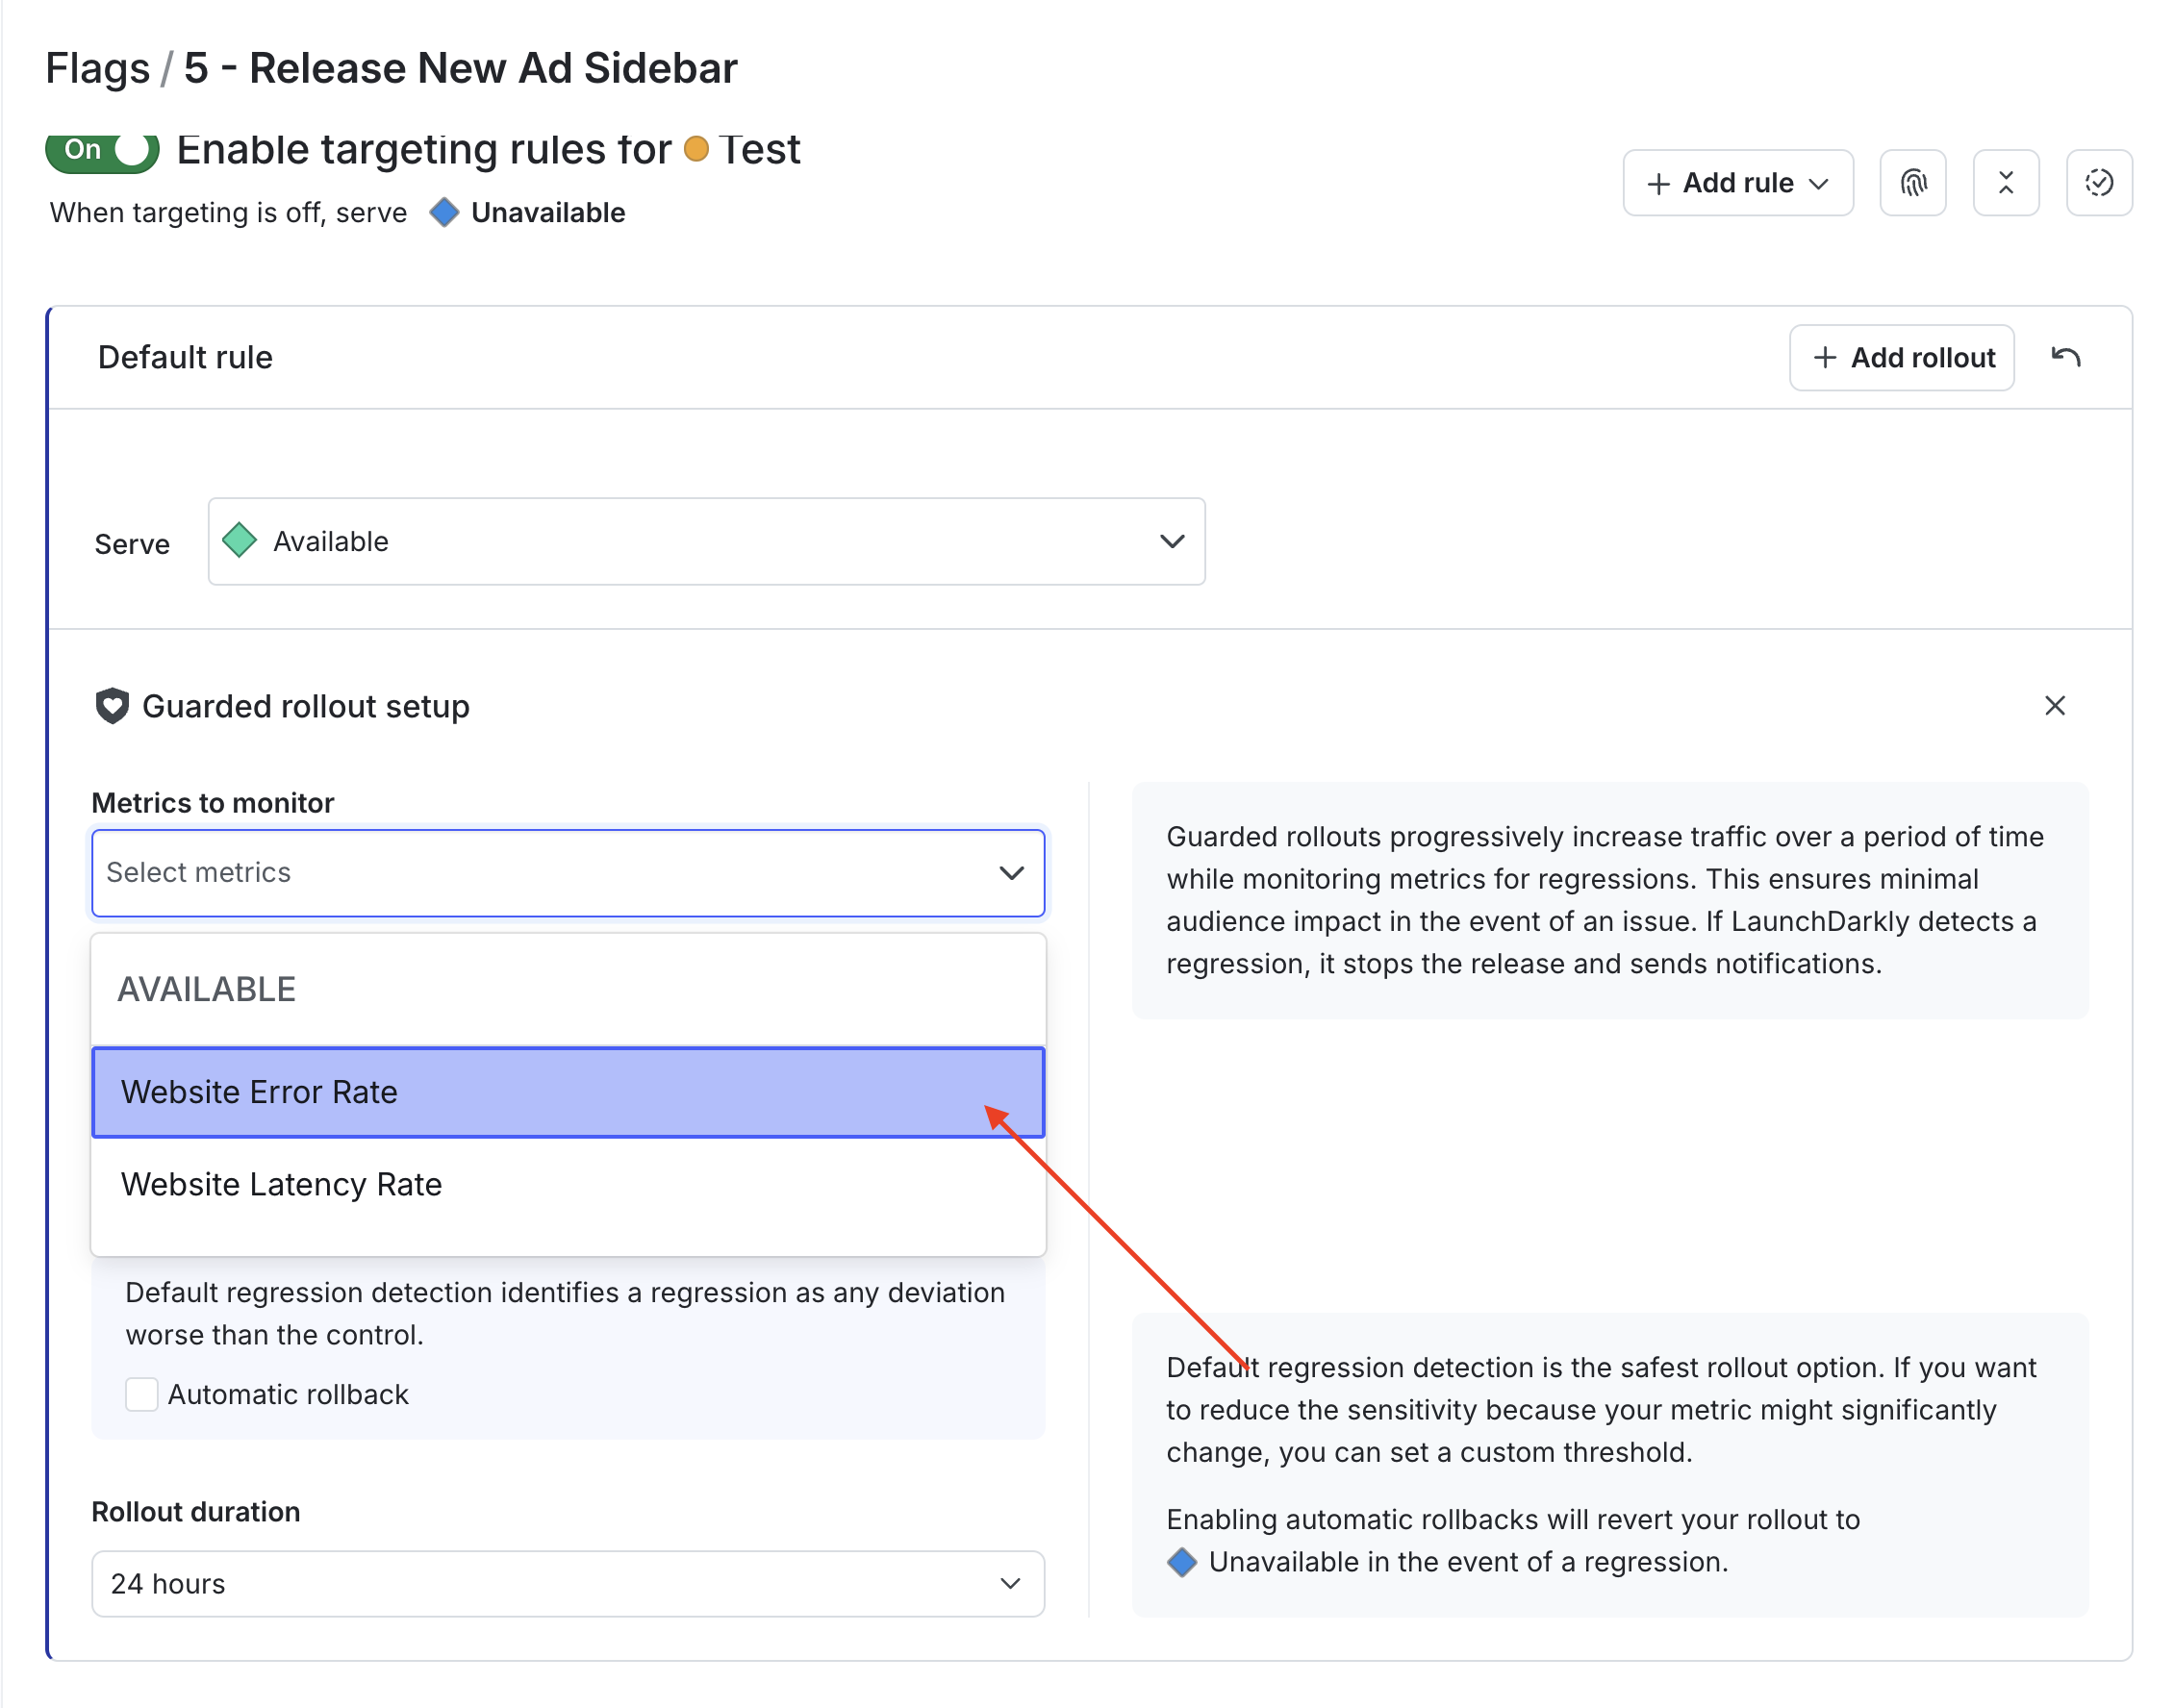 Flags / 5 - Release New Ad Sidebar
On Enable targeting rules for Test
When targeting is off, serve Unavailable
Add rule
Default rule
Add rollout
Serve Available
Guarded rollout setup
Metrics to monitor
Select metrics
AVAILABLE
Website Error Rate
Website Latency Rate
Default regression detection identifies a regression as any deviation
worse than the control.
Automatic rollback
Rollout duration
24 hours
Guarded rollouts progressively increase traffic over a period of time
while monitoring metrics for regressions. This ensures minimal
audience impact in the event of an issue. If LaunchDarkly detects a
regression, it stops the release and sends notifications.
Default regression detection is the safest rollout option. If you want
to reduce the sensitivity because your metric might significantly
change, you can set a custom threshold.
Enabling automatic rollbacks will revert your rollout to
Unavailable in the event of a regression.